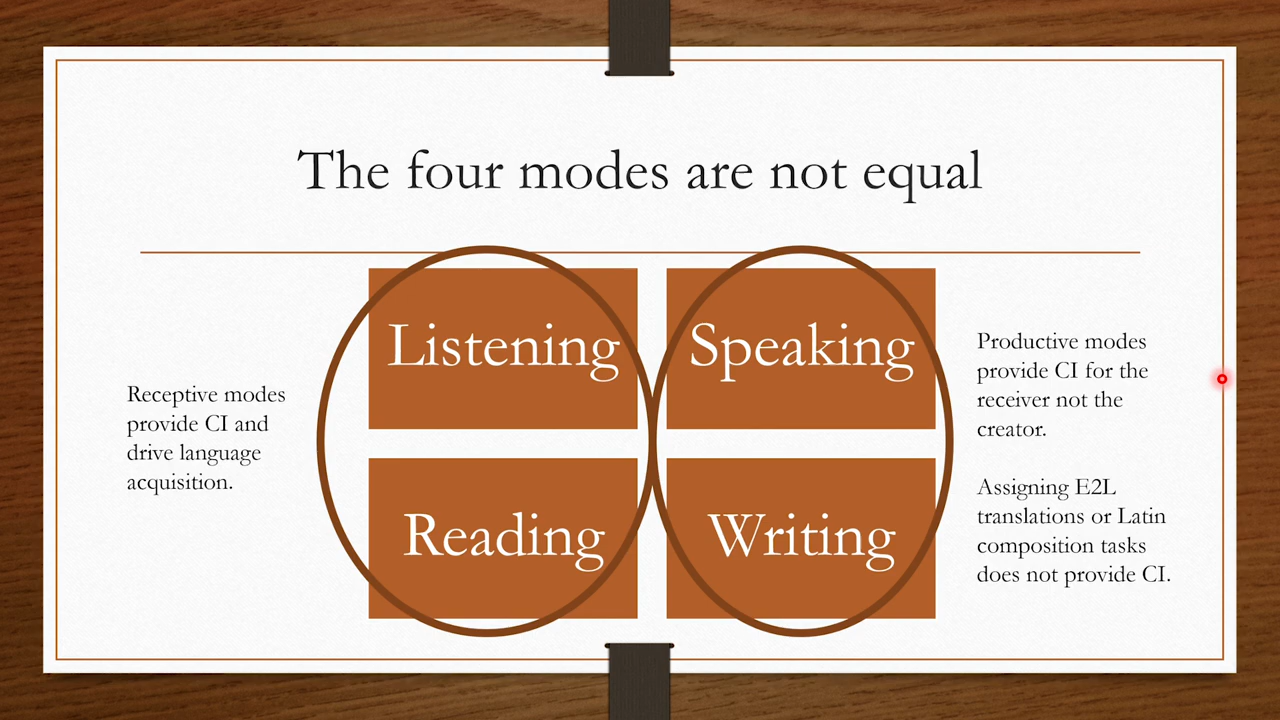 The four modes are not equal
Receptive modes
provide CI and
drive language
acquisition.
Listening
Speaking
Reading
Writing
Productive modes
provide CI for the
receiver not the
creator.
Assigning E2L
translations or Latin
composition tasks
does not provide CI.